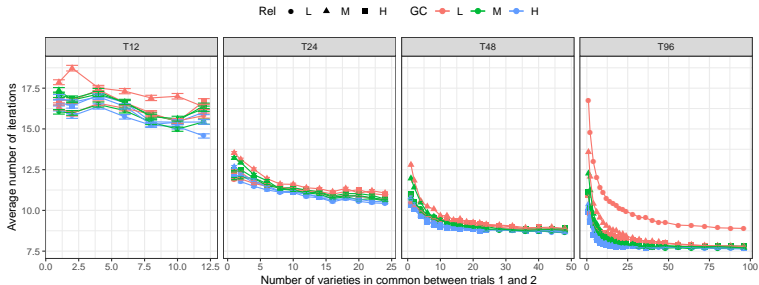 Rel L M H GC L M H
T12 T24 T48 T96
Average number of iterations
17.5
15.0
12.5
10.0
7.5
0.0 2.5 5.0 7.5 10.0 12.5 0 5 10 15 20 25 0 10 20 30 40 50 0 25 50 75 100
Number of varieties in common between trials 1 and 2